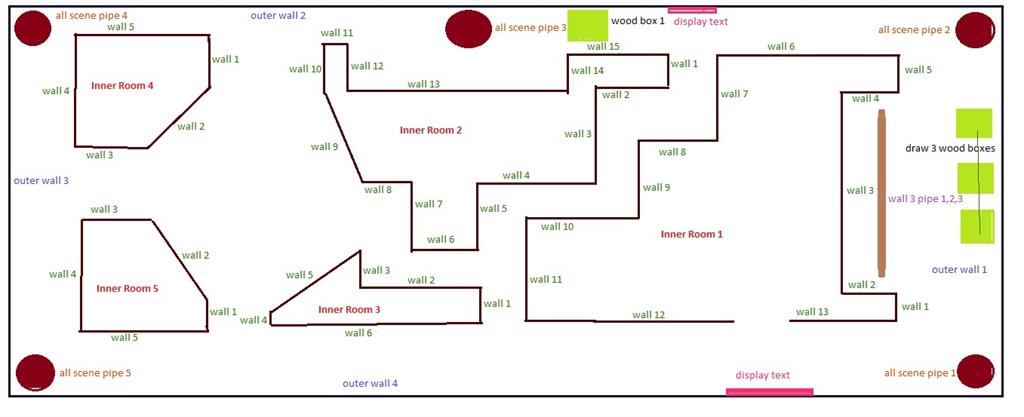 all scene pipe 4
outer wall 2
all scene pipe 3
wood box 1
display text
all scene pipe 2
wall 5
wall 1
wall 4
Inner Room 4
wall 2
wall 3
wall 11
wall 10
wall 12
wall 13
wall 15
wall 14
wall 1
wall 2
Inner Room 2
wall 3
wall 9
wall 8
wall 7
wall 4
wall 5
wall 6
wall 6
wall 5
wall 7
wall 4
wall 8
wall 9
wall 3
wall 10
Inner Room 1
wall 11
wall 2
wall 1
wall 12
wall 13
draw 3 wood boxes
wall 3 pipe 1,2,3
outer wall 1
outer wall 3
wall 3
wall 2
wall 4
Inner Room 5
wall 1
wall 5
wall 5
wall 3
wall 2
Inner Room 3
wall 1
wall 4
wall 6
all scene pipe 5
outer wall 4
display text
all scene pipe 1